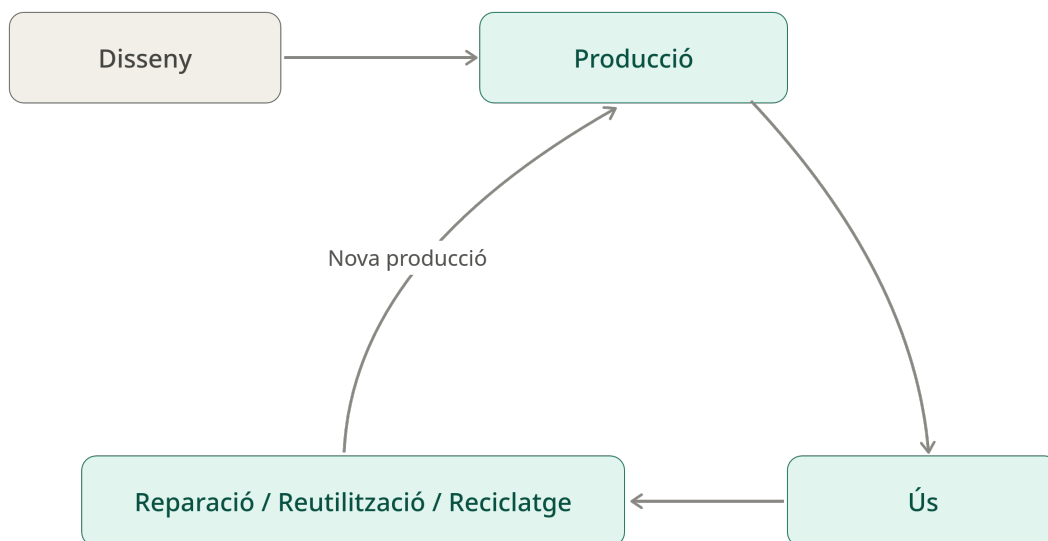 Disseny
Producció
Nova producció
Reparació / Reutilització / Reciclatge
Ús